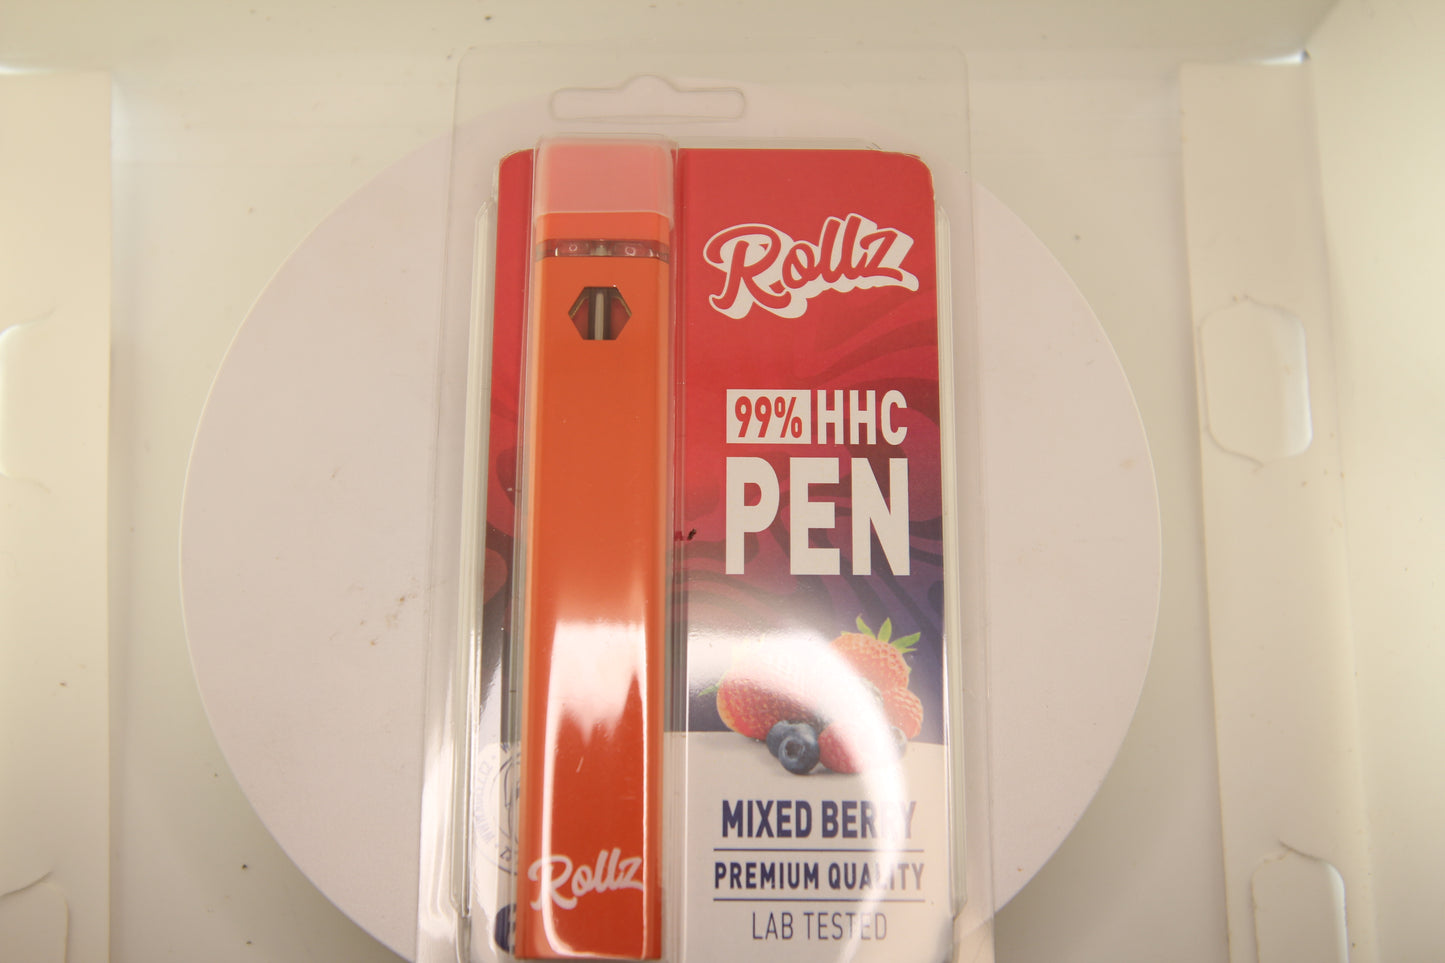 Rollz
99% HHC
PEN
MIXED BERRY
PREMIUM QUALITY
LAB TESTED
Rollz